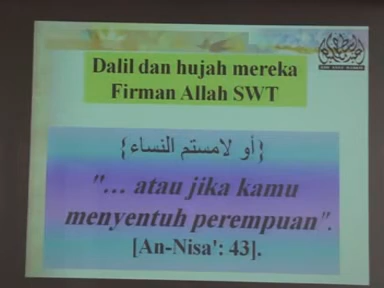 Dalil dan hujah mereka
Firman Allah SWT
{أو لامستم النساء}
"... atau jika kamu
menyentuh perempuan".
[An-Nisa': 43].